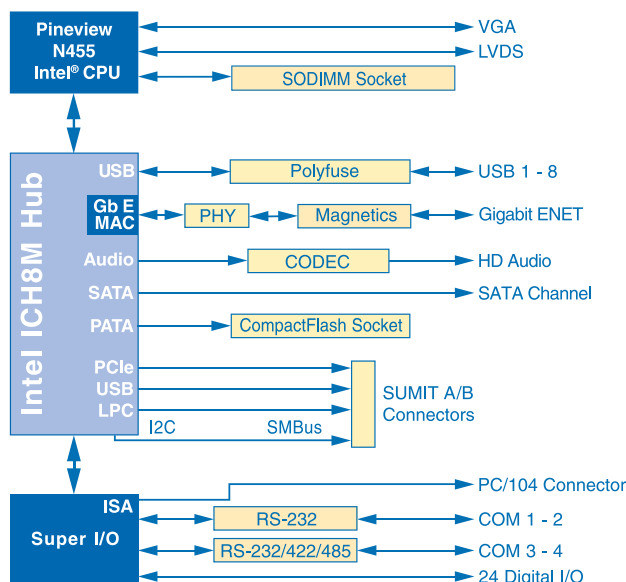 Pineview
N455
Intel® CPU
VGA
LVDS
SODIMM Socket
Intel ICH8M Hub
USB
Polyfuse
USB 1 - 8
Gb E
MAC
PHY
Magnetics
Gigabit ENET
Audio
CODEC
HD Audio
SATA
SATA Channel
PATA
CompactFlash Socket
PCIe
USB
LPC
I2C
SMBus
SUMIT A/B
Connectors
ISA
PC/104 Connector
Super I/O
RS-232
COM 1 - 2
RS-232/422/485
COM 3 - 4
24 Digital I/O